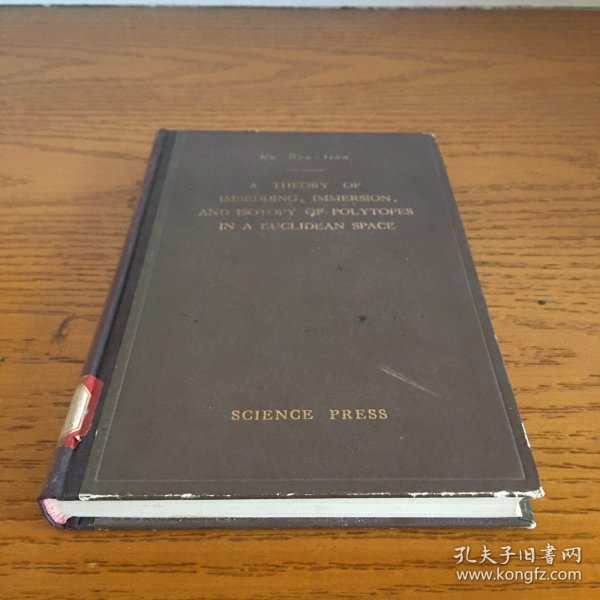 Wu Wen-tsün
A THEORY OF
IMBEDDING, IMMERSION,
AND ISOTOPY OF POLYTOPES
IN A EUCLIDEAN SPACE
SCIENCE PRESS
孔夫子旧书网
www.kongfz.com